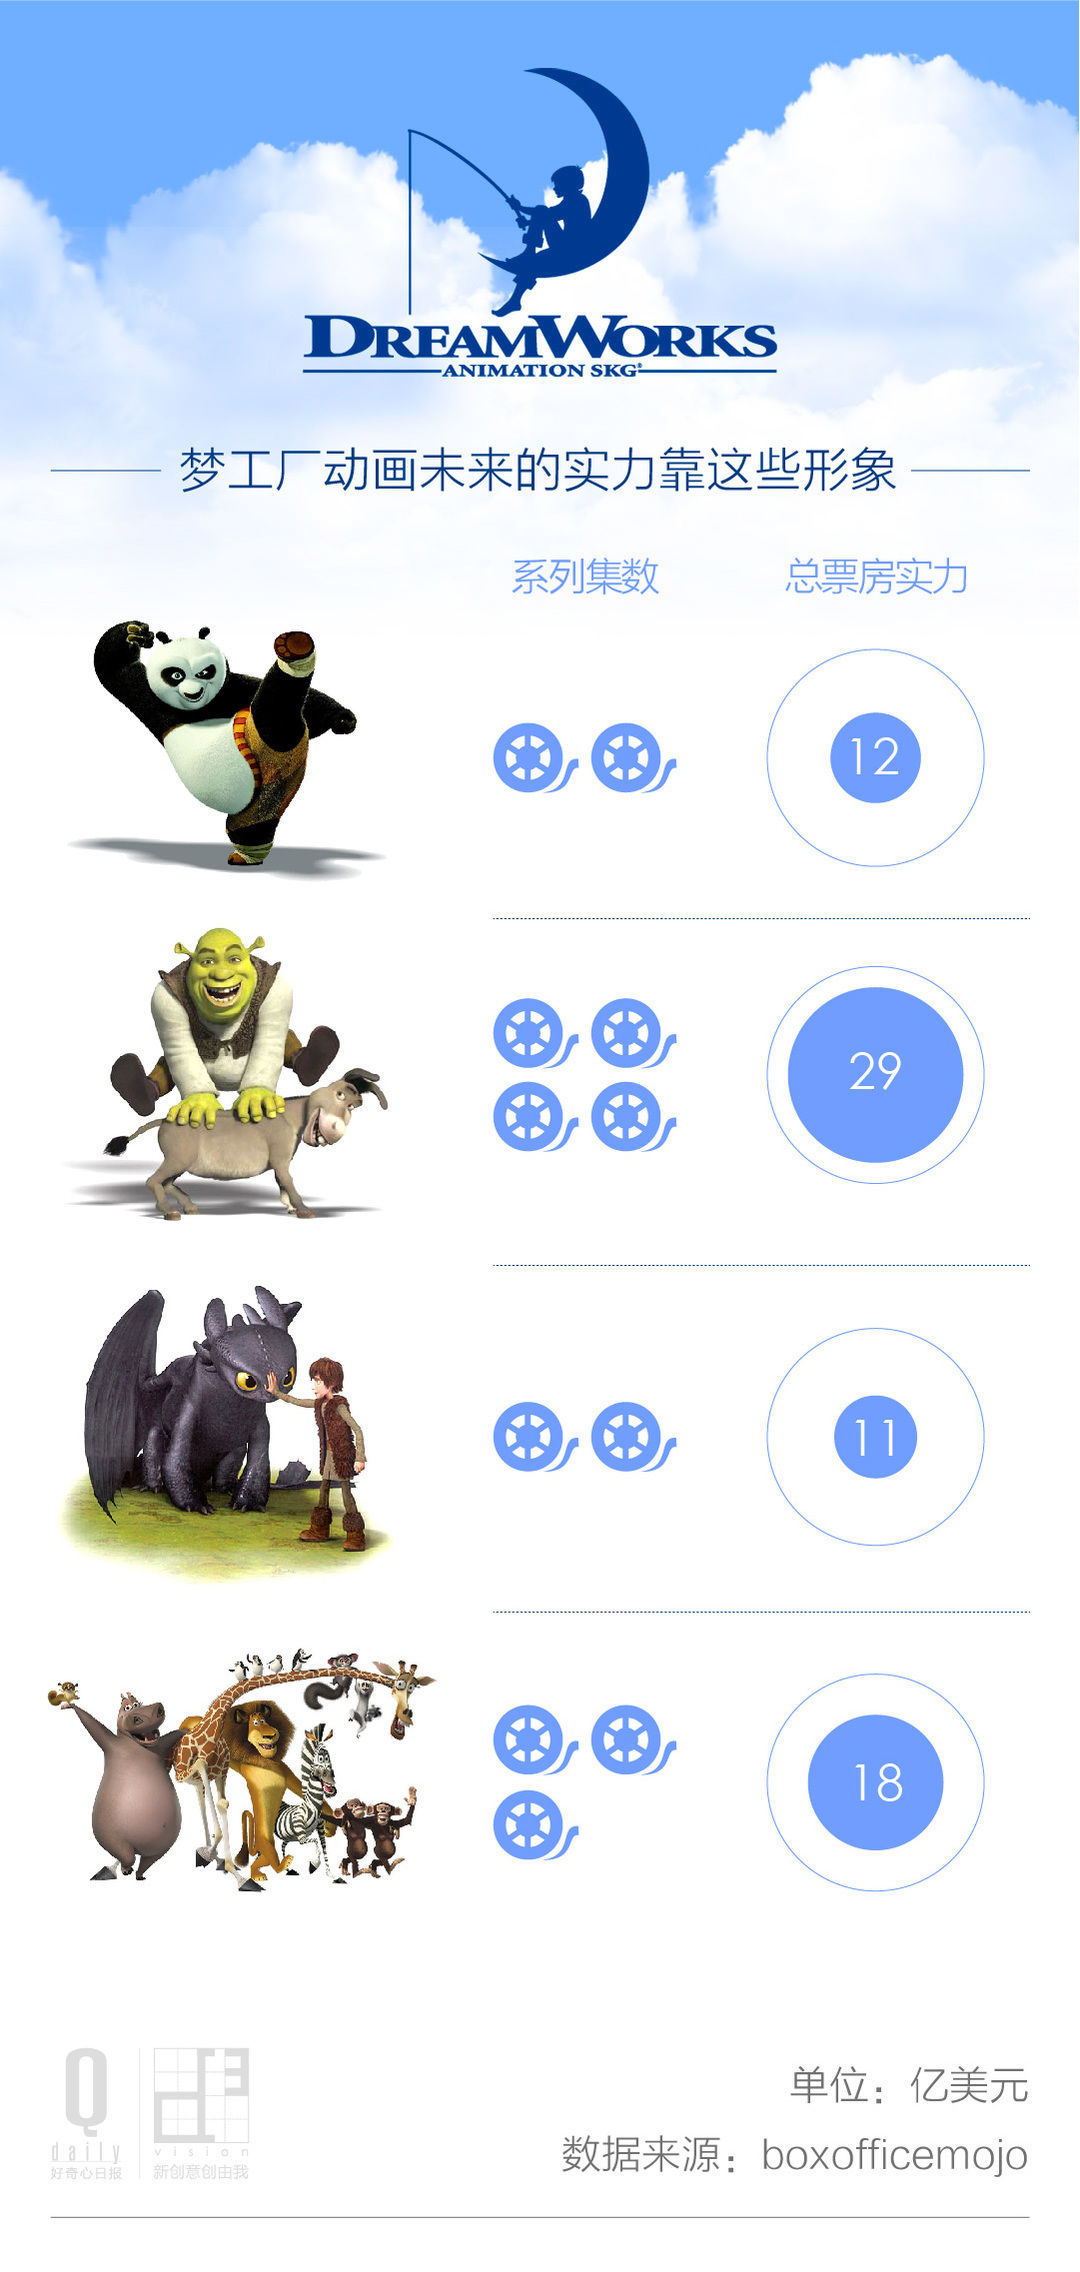 DREAMWORKS
ANIMATION SKG®
梦工厂动画未来的实力靠这些形象
系列集数 总票房实力
12
29
11
18
单位：亿美元
数据来源：boxofficemojo
Q
daily
好奇心日报
vision
新创意创由我